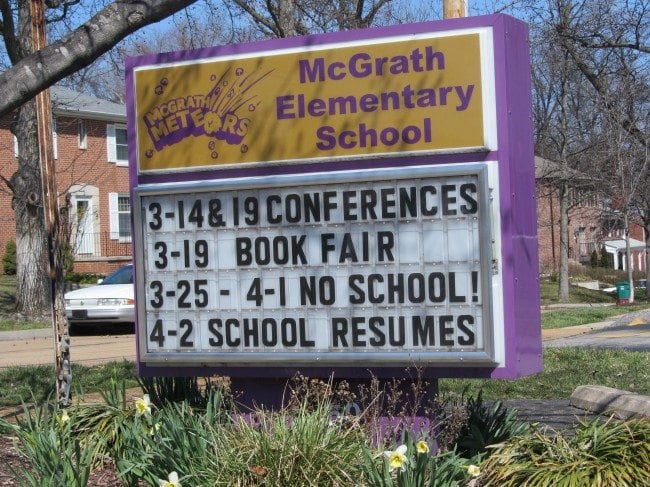 McGrath
Elementary
School
McGRATH
METEORS
3-14&19 CONFERENCES
3-19 BOOK FAIR
3-25 - 4-1 NO SCHOOL!
4-2 SCHOOL RESUMES